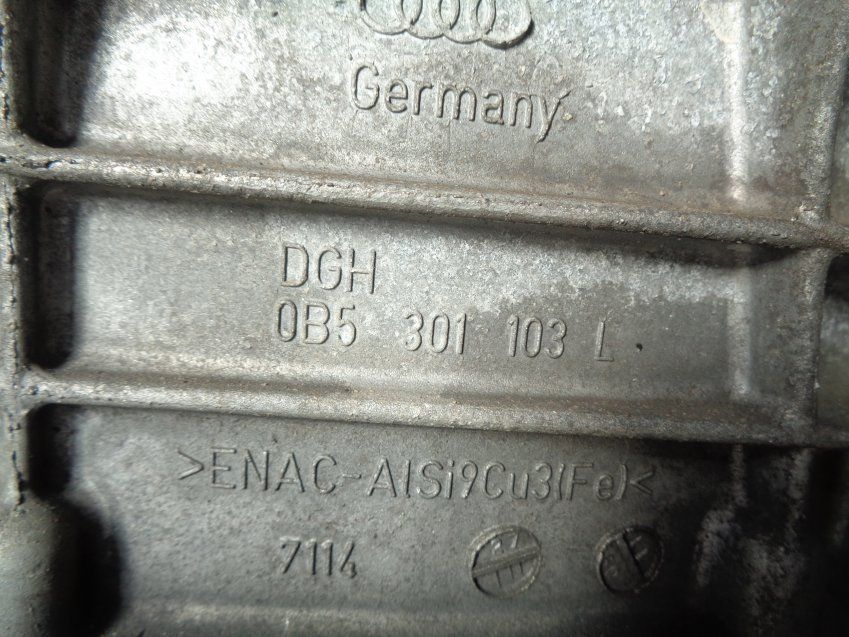 Germany
DGH
0B5 301 103 L
>ENAC-AlSi9Cu3(Fe)<
7114